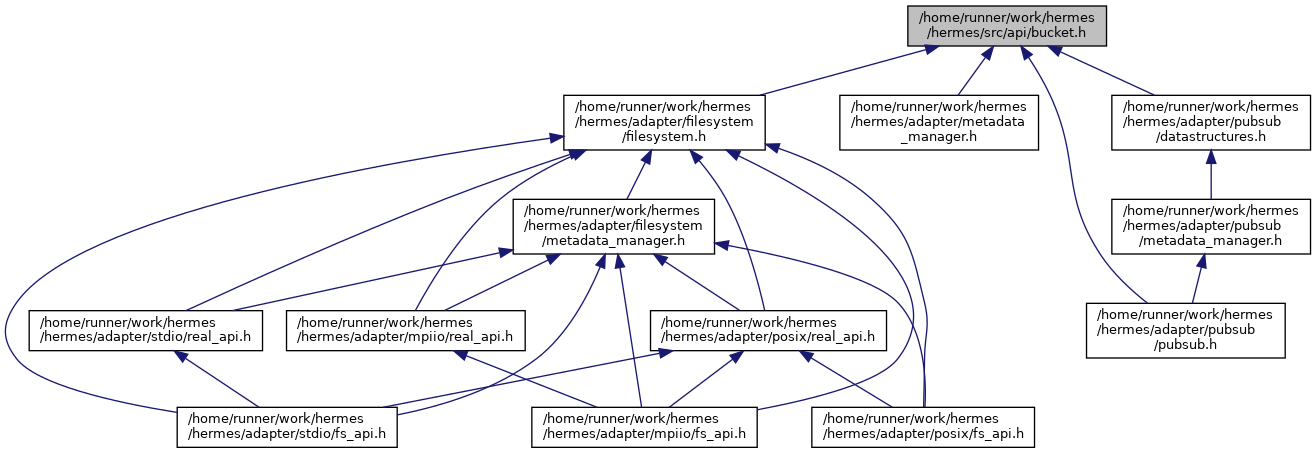 /home/runner/work/hermes
/hermes/src/api/bucket.h
/home/runner/work/hermes
/hermes/adapter/filesystem
/filesystem.h
/home/runner/work/hermes
/hermes/adapter/metadata
_manager.h
/home/runner/work/hermes
/hermes/adapter/pubsub
/datastructures.h
/home/runner/work/hermes
/hermes/adapter/filesystem
/metadata_manager.h
/home/runner/work/hermes
/hermes/adapter/pubsub
/metadata_manager.h
/home/runner/work/hermes
/hermes/adapter/stdio/real_api.h
/home/runner/work/hermes
/hermes/adapter/mpiio/real_api.h
/home/runner/work/hermes
/hermes/adapter/posix/real_api.h
/home/runner/work/hermes
/hermes/adapter/pubsub
/pubsub.h
/home/runner/work/hermes
/hermes/adapter/stdio/fs_api.h
/home/runner/work/hermes
/hermes/adapter/mpiio/fs_api.h
/home/runner/work/hermes
/hermes/adapter/posix/fs_api.h